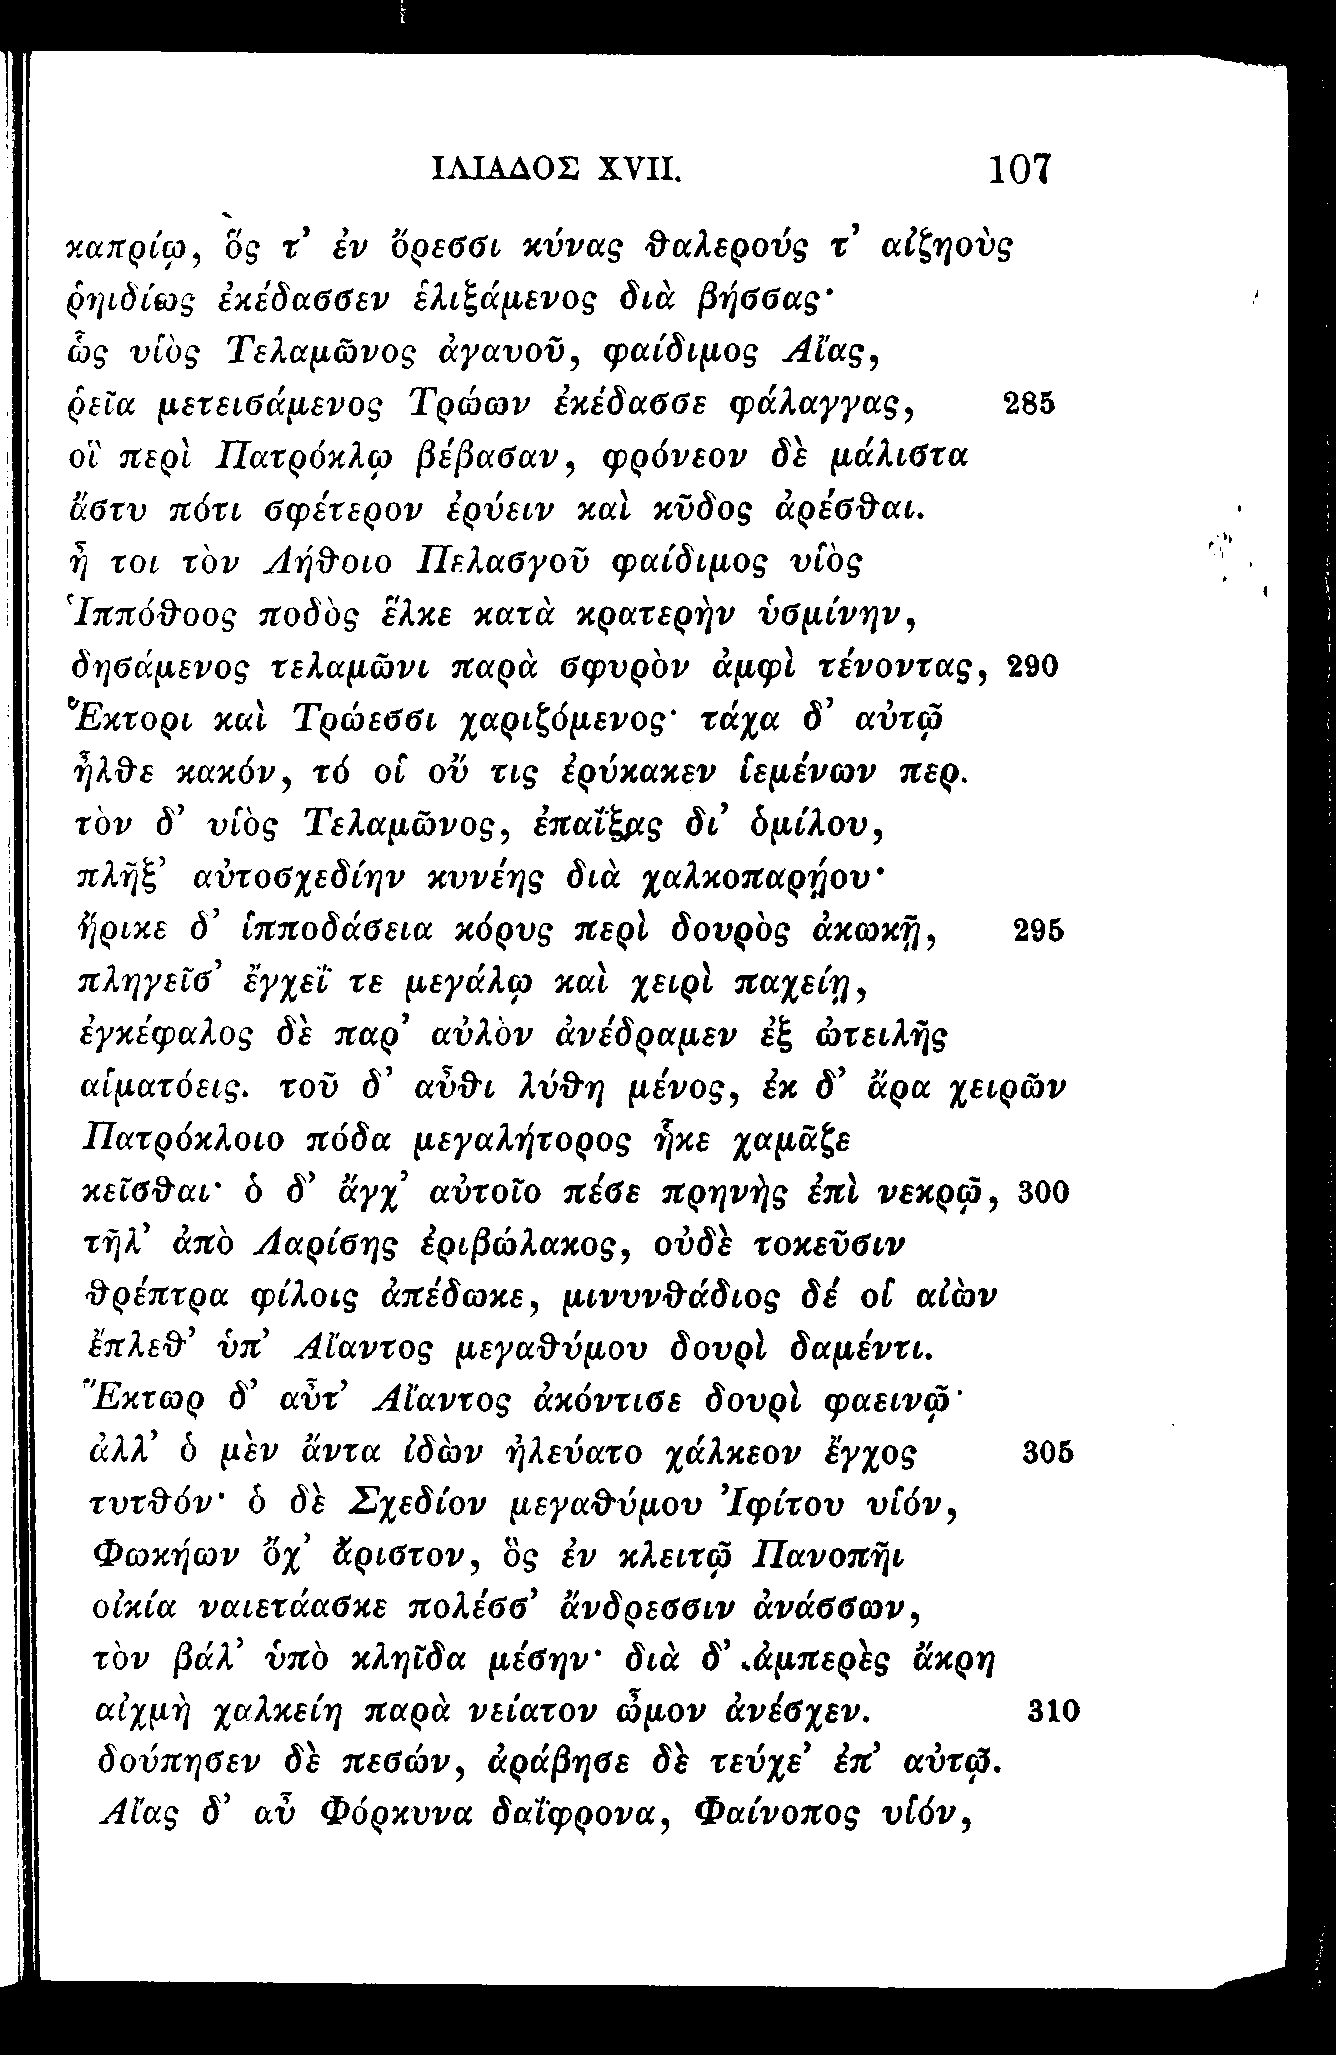 ΙΛΙΑΔΟΣ XVII. 107
καπρίῳ, ὅς τ’ ἐν ὄρεσσι κύνας θαλερούς τ’ αἰζηοὺς
ῥηιδίως ἐκέδασσεν ἑλιξάμενος διὰ βήσσας·
ὣς υἱὸς Τελαμῶνος ἀγαυοῦ, φαίδιμος Αἴας,
ῥεῖα μετεισάμενος Τρώων ἐκέδασσε φάλαγγας, 285
οἳ περὶ Πατρόκλῳ βέβασαν, φρόνεον δὲ μάλιστα
ἄστυ πότι σφέτερον ἐρύειν καὶ κῦδος ἀρέσθαι.
ἦ τοι τὸν Λήθοιο Πελασγοῦ φαίδιμος υἱὸς
Ἱππόθοος ποδὸς ἕλκε κατὰ κρατερὴν ὑσμίνην,
δησάμενος τελαμῶνι παρὰ σφυρὸν ἀμφὶ τένοντας, 290
Ἕκτορι καὶ Τρώεσσι χαριζόμενος· τάχα δ’ αὐτῷ
ἦλθε κακόν, τό οἱ οὔ τις ἐρύκακεν ἱεμένων περ.
τὸν δ’ υἱὸς Τελαμῶνος, ἐπαΐξας δι’ ὁμίλου,
πλῆξ’ αὐτοσχεδίην κυνέης διὰ χαλκοπαρῄου·
ἤρικε δ’ ἱπποδάσεια κόρυς περὶ δουρὸς ἀκωκῇ, 295
πληγεῖσ’ ἔγχεΐ τε μεγάλῳ καὶ χειρὶ παχείῃ,
ἐγκέφαλος δὲ παρ’ αὐλὸν ἀνέδραμεν ἐξ ὠτειλῆς
αἱματόεις. τοῦ δ’ αὖθι λύθη μένος, ἐκ δ’ ἄρα χειρῶν
Πατρόκλοιο πόδα μεγαλήτορος ἧκε χαμᾶζε
κεῖσθαι· ὁ δ’ ἄγχ’ αὐτοῖο πέσε πρηνὴς ἐπὶ νεκρῷ, 300
τῆλ’ ἀπὸ Λαρίσης ἐριβώλακος, οὐδὲ τοκεῦσιν
θρέπτρα φίλοις ἀπέδωκε, μινυνθάδιος δέ οἱ αἰὼν
ἔπλεθ’ ὑπ’ Αἴαντος μεγαθύμου δουρὶ δαμέντι.
Ἕκτωρ δ’ αὖτ’ Αἴαντος ἀκόντισε δουρὶ φαεινῷ·
ἀλλ’ ὁ μὲν ἄντα ἰδὼν ἠλεύατο χάλκεον ἔγχος 305
τυτθόν· ὁ δὲ Σχεδίον μεγαθύμου Ἰφίτου υἱόν,
Φωκήων ὄχ’ ἄριστον, ὃς ἐν κλειτῷ Πανοπῆι
οἰκία ναιετάασκε πολέσσ’ ἄνδρεσσιν ἀνάσσων,
τὸν βάλ’ ὑπὸ κληῖδα μέσην· διὰ δ’ ἀμπερὲς ἄκρη
αἰχμὴ χαλκείη παρὰ νείατον ὦμον ἀνέσχεν. 310
δούπησεν δὲ πεσών, ἀράβησε δὲ τεύχε’ ἐπ’ αὐτῷ.
Αἴας δ’ αὖ Φόρκυνα δαΐφρονα, Φαίνοπος υἱόν,